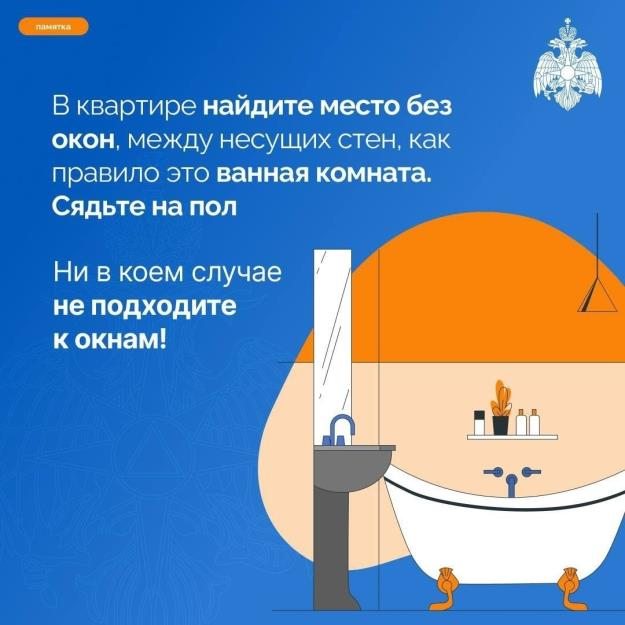 памятка
В квартире найдите место без
окон, между несущих стен, как
правило это ванная комната.
Сядьте на пол
Ни в коем случае
не подходите
к окнам!